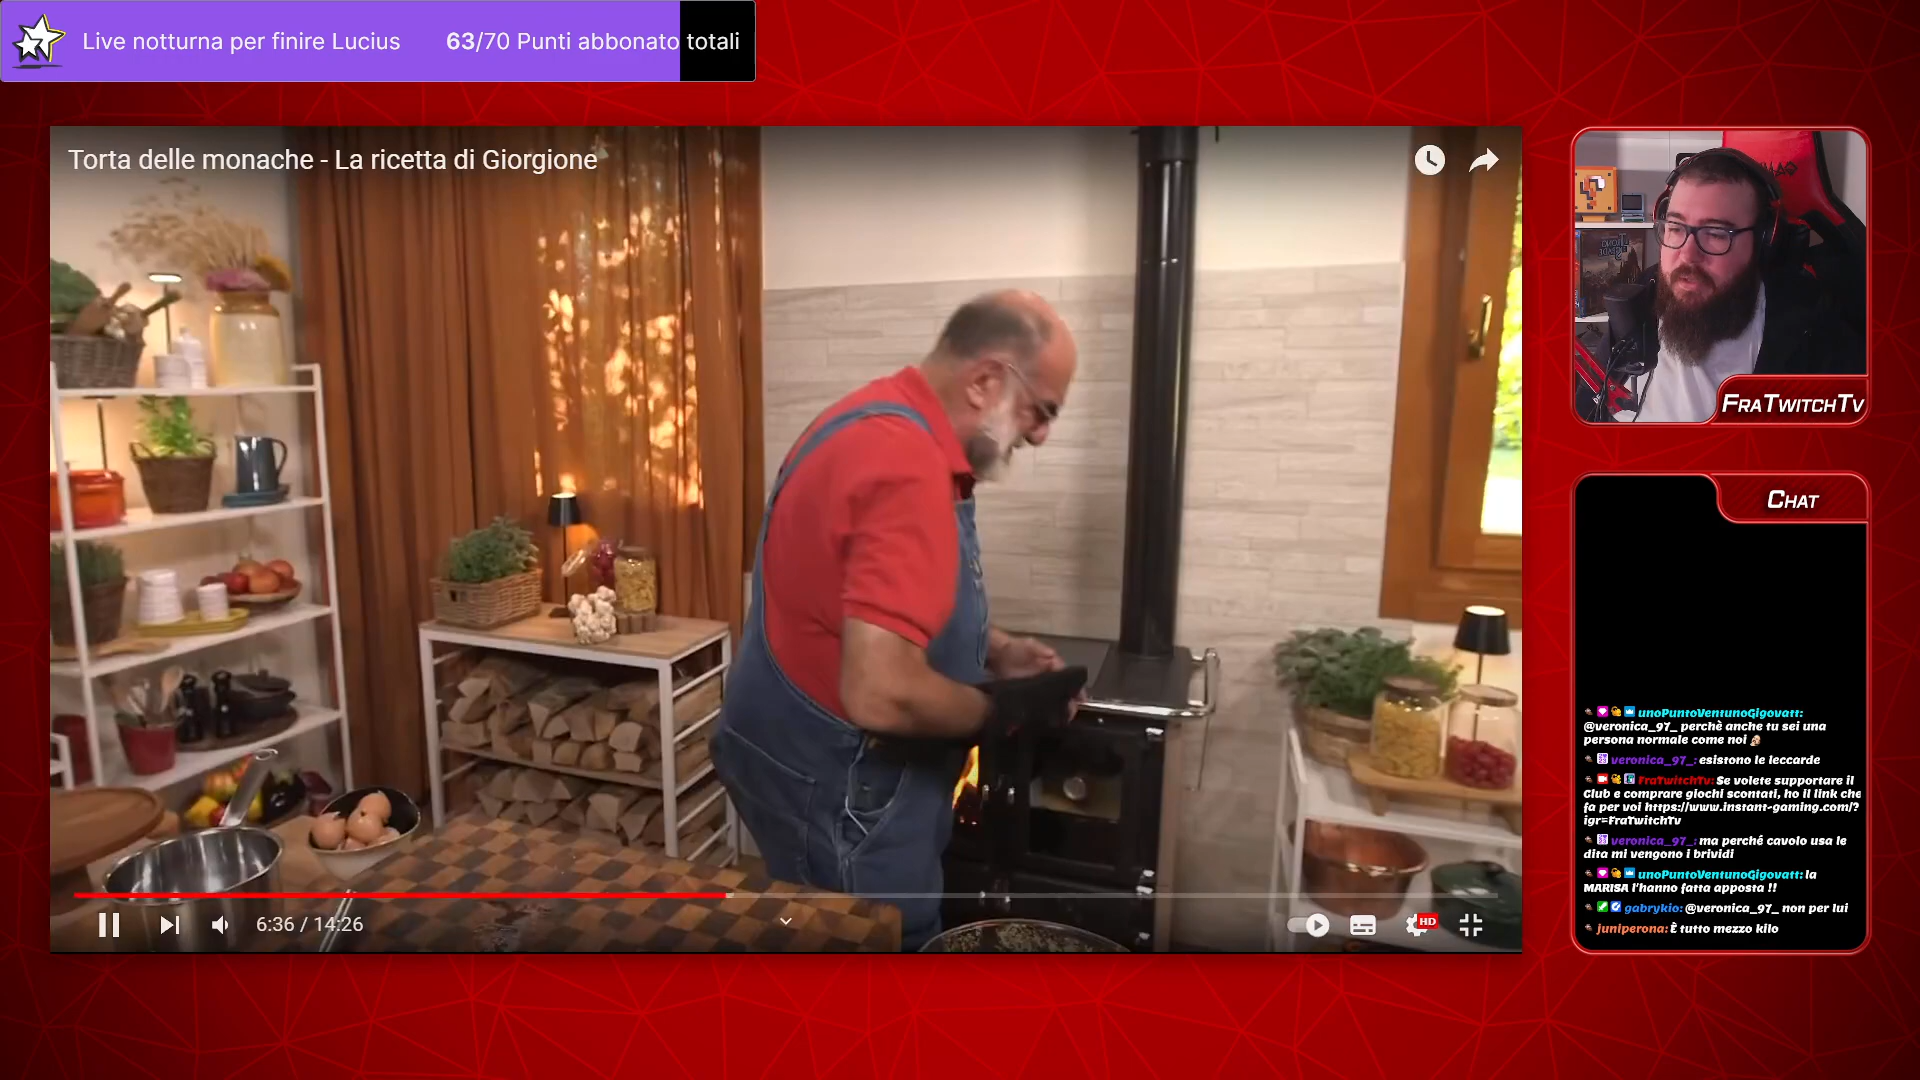 Live notturna per finire Lucius 63/70 Punti abbonato totali
Torta delle monache - La ricetta di Giorgione
6:36 / 14:26
HD
FraTwitchTv
Chat
unoPuntoVentunoGigovatt:
@veronica_97_ perchè anche tu sei una
persona normale come noi
veronica_97_: esistono le leccarde
FraTwitchTv: Se volete supportare il
Club e comprare giochi scontati, ho il link che
fa per voi https://www.instant-gaming.com/?
igr=FraTwitchTv
veronica_97_: ma perché cavolo usa le
dita mi vengono i brividi
unoPuntoVentunoGigovatt: la
MARISA l'hanno fatta apposta !!
gabrykio: @veronica_97_ non per lui
juniperona: È tutto mezzo kilo